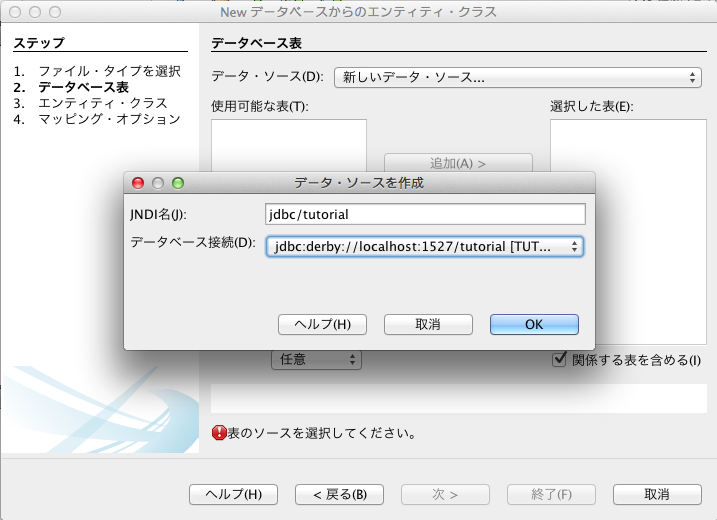 New データベースからのエンティティ・クラス
ステップ
1. ファイル・タイプを選択
2. データベース表
3. エンティティ・クラス
4. マッピング・オプション
データベース表
データ・ソース(D): 新しいデータ・ソース...
使用可能な表(T):
選択した表(E):
追加(A) >
データ・ソースを作成
JNDI名(J): jdbc/tutorial
データベース接続(D): jdbc:derby://localhost:1527/tutorial [TUT...
ヘルプ(H) 取消 OK
任意
関係する表を含める(I)
表のソースを選択してください。
ヘルプ(H) < 戻る(B) 次 > 終了(F) 取消